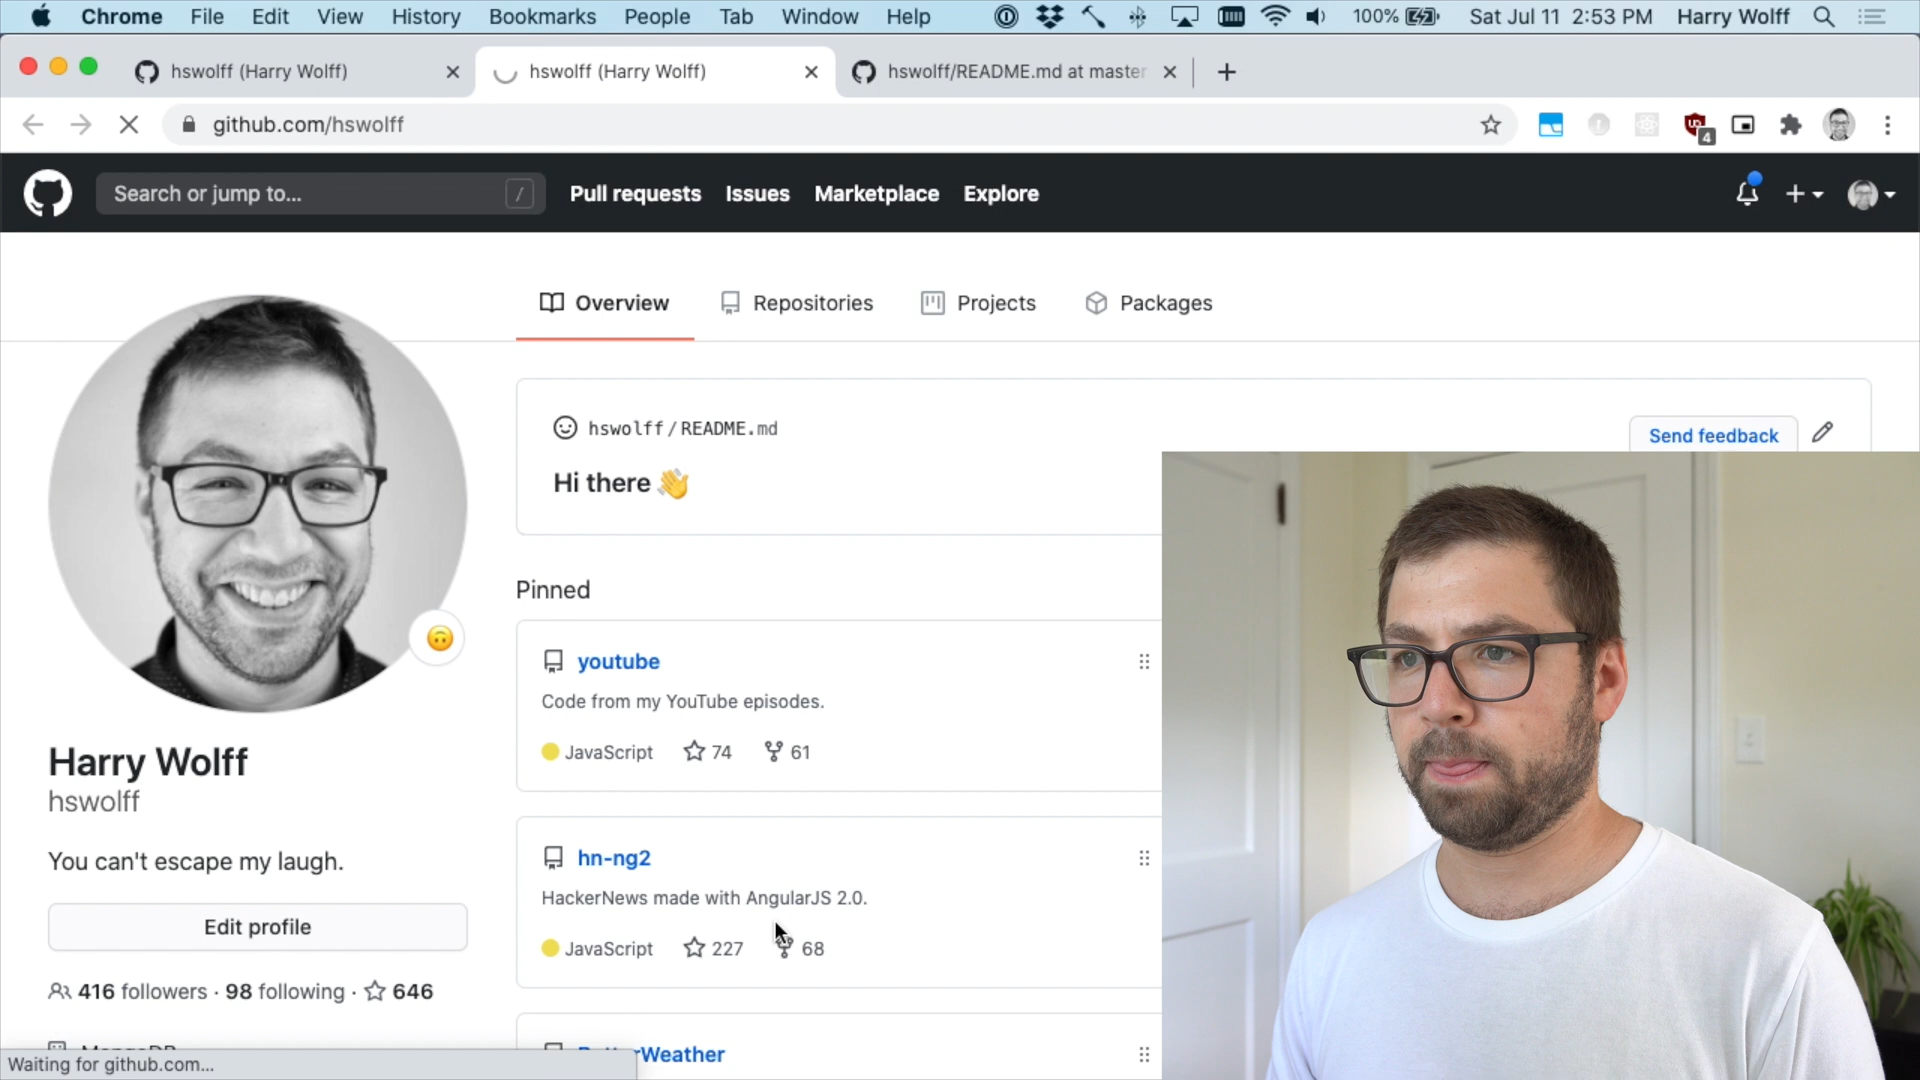 Chrome File Edit View History Bookmarks People Tab Window Help 100% Sat Jul 11 2:53 PM Harry Wolff
hswolff (Harry Wolff) hswolff (Harry Wolff) hswolff/README.md at master
github.com/hswolff 4
Search or jump to... / Pull requests Issues Marketplace Explore
Overview Repositories Projects Packages
hswolff / README.md Send feedback
Hi there 👋
Pinned
youtube
Code from my YouTube episodes.
JavaScript 74 61
hn-ng2
HackerNews made with AngularJS 2.0.
JavaScript 227 68
Weather
Harry Wolff
hswolff
You can't escape my laugh.
Edit profile
416 followers · 98 following · 646
MongoDB
Waiting for github.com...